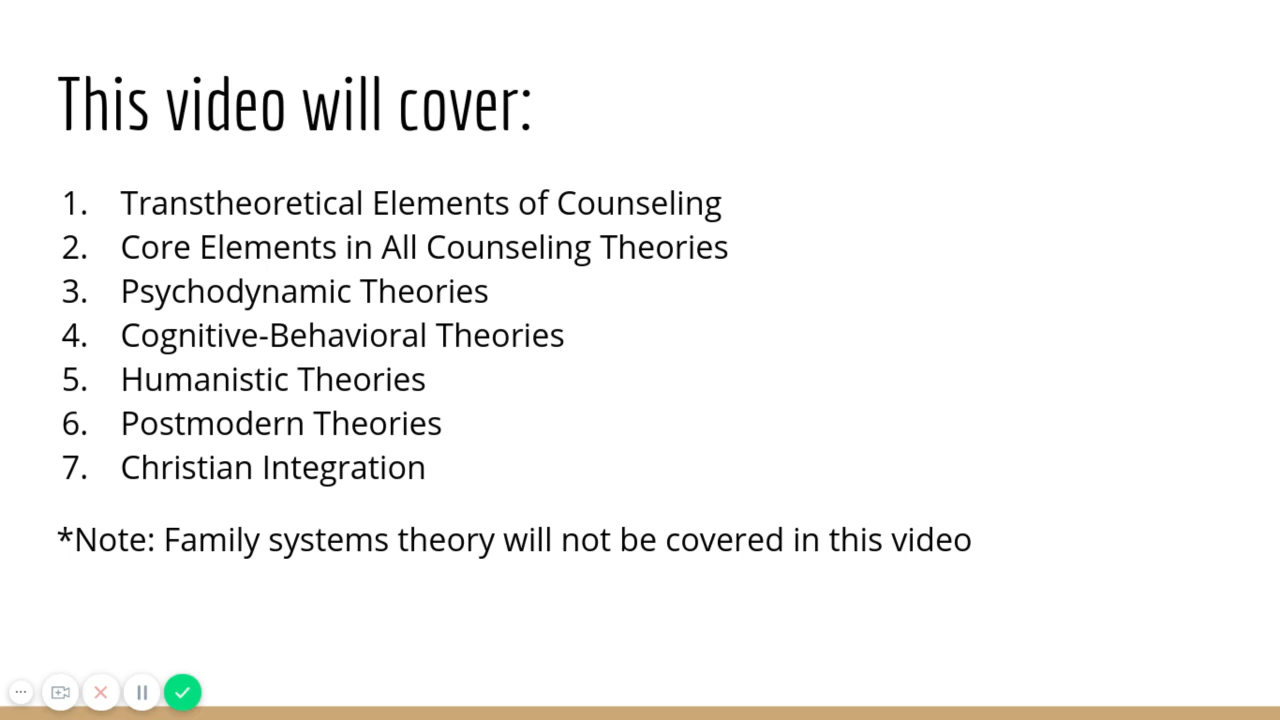 This video will cover:
1. Transtheoretical Elements of Counseling
2. Core Elements in All Counseling Theories
3. Psychodynamic Theories
4. Cognitive-Behavioral Theories
5. Humanistic Theories
6. Postmodern Theories
7. Christian Integration
*Note: Family systems theory will not be covered in this video